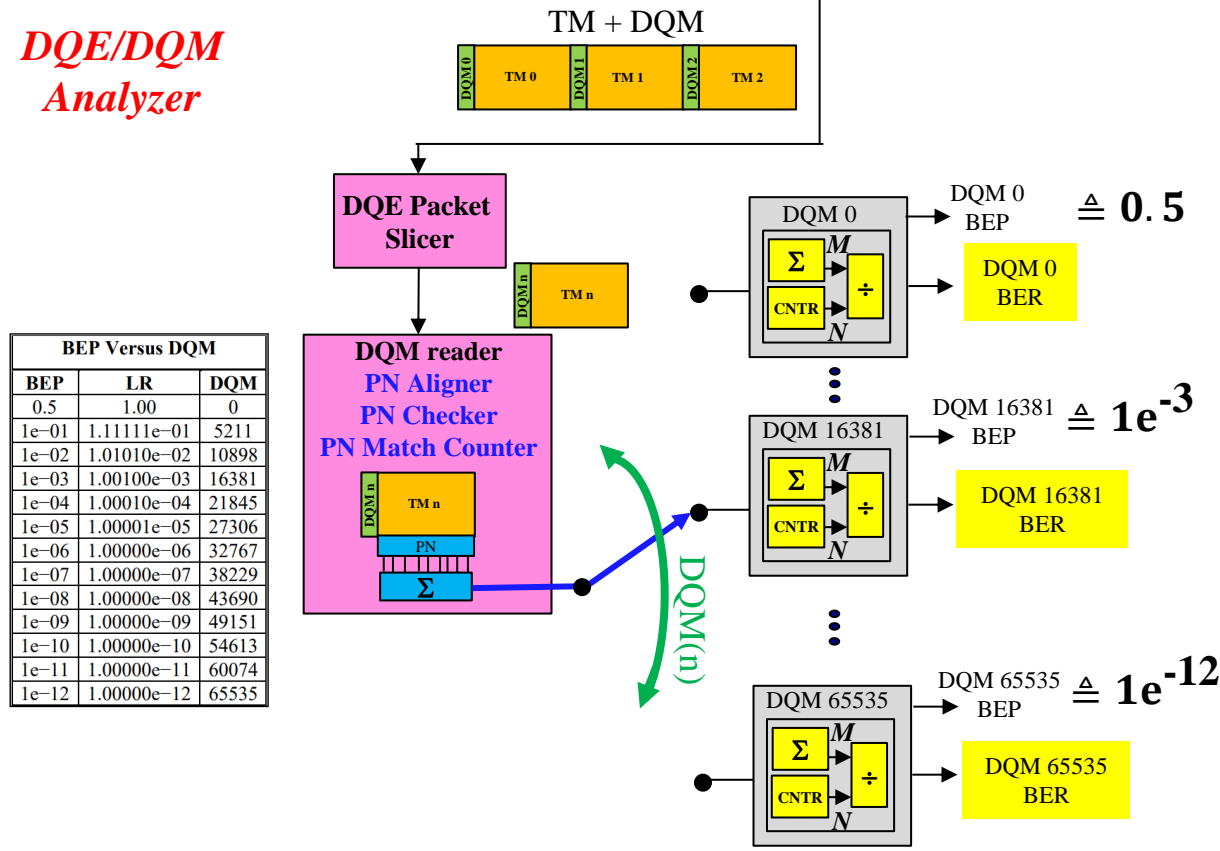 DQE/DQM
Analyzer
TM + DQM
DQM 0
TM 0
DQM 1
TM 1
DQM 2
TM 2
DQE Packet
Slicer
DQM n
TM n
DQM reader
PN Aligner
PN Checker
PN Match Counter
DQM n
TM n
PN
Σ
DQM(n)
BEP Versus DQM
BEP LR DQM
0.5 1.00 0
1e−01 1.11111e−01 5211
1e−02 1.01010e−02 10898
1e−03 1.00100e−03 16381
1e−04 1.00010e−04 21845
1e−05 1.00001e−05 27306
1e−06 1.00000e−06 32767
1e−07 1.00000e−07 38229
1e−08 1.00000e−08 43690
1e−09 1.00000e−09 49151
1e−10 1.00000e−10 54613
1e−11 1.00000e−11 60074
1e−12 1.00000e−12 65535
DQM 0
Σ
M
CNTR
N
÷
DQM 0
BEP
≜ 0.5
DQM 0
BER
DQM 16381
Σ
M
CNTR
N
÷
DQM 16381
BEP
≜ 1e-3
DQM 16381
BER
DQM 65535
Σ
M
CNTR
N
÷
DQM 65535
BEP
≜ 1e-12
DQM 65535
BER